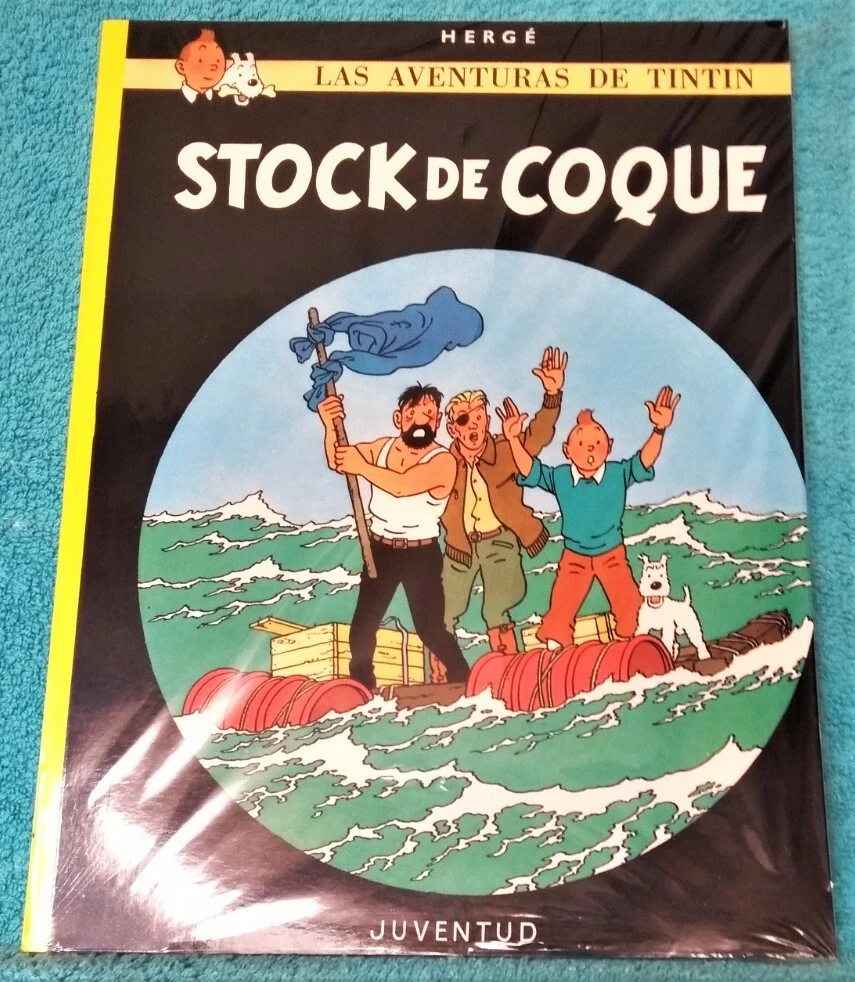 HERGÉ
LAS AVENTURAS DE TINTIN
STOCK DE COQUE
JUVENTUD